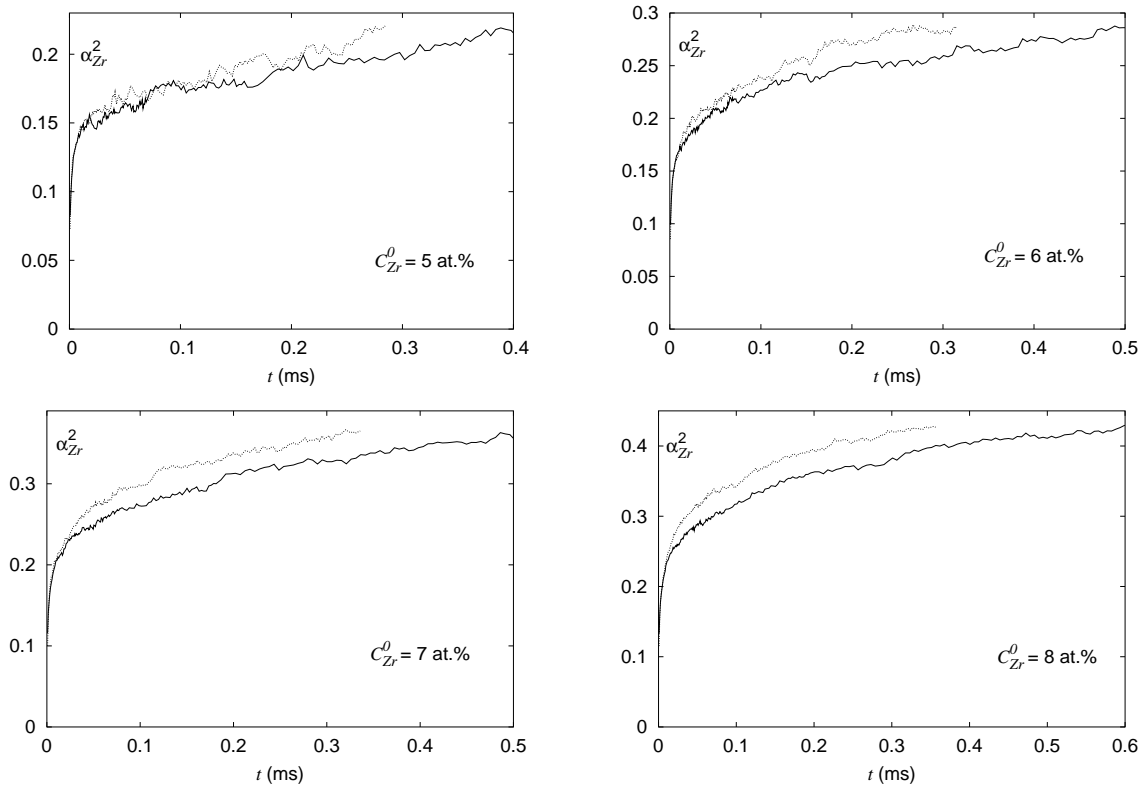 α²Zr
0.2
0.15
0.1
0.05
0
C⁰Zr = 5 at.%
0 0.1 0.2 0.3 0.4
t (ms)
0.3
α²Zr
0.25
0.2
0.15
0.1
0.05
0
C⁰Zr = 6 at.%
0 0.1 0.2 0.3 0.4 0.5
t (ms)
α²Zr
0.3
0.2
0.1
0
C⁰Zr = 7 at.%
0 0.1 0.2 0.3 0.4 0.5
t (ms)
α²Zr
0.4
0.3
0.2
0.1
0
C⁰Zr = 8 at.%
0 0.1 0.2 0.3 0.4 0.5 0.6
t (ms)